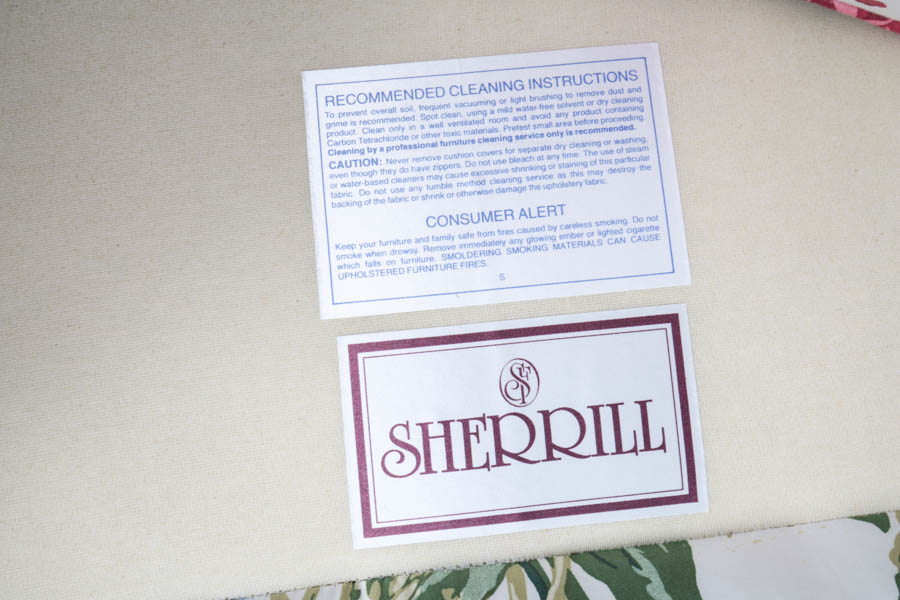 RECOMMENDED CLEANING INSTRUCTIONS
To prevent overall soil, frequent vacuuming or light brushing to remove dust and
grime is recommended. Spot clean, using a mild water-free solvent or dry cleaning
product. Clean only in a well ventilated room and avoid any product containing
Carbon Tetrachloride or other toxic materials. Pretest small area before proceeding.
Cleaning by a professional furniture cleaning service only is recommended.
CAUTION: Never remove cushion covers for separate dry cleaning or washing,
even though they do have zippers. Do not use bleach at any time. The use of steam
or water-based cleaners may cause excessive shrinking or staining of this particular
fabric. Do not use any tumble method cleaning service as this may destroy the
backing of the fabric or shrink or otherwise damage the upholstery fabric.
CONSUMER ALERT
Keep your furniture and family safe from fires caused by careless smoking. Do not
smoke when drowsy. Remove immediately any glowing ember or lighted cigarette
which falls on furniture. SMOLDERING SMOKING MATERIALS CAN CAUSE
UPHOLSTERED FURNITURE FIRES.
S
SF
SHERRILL